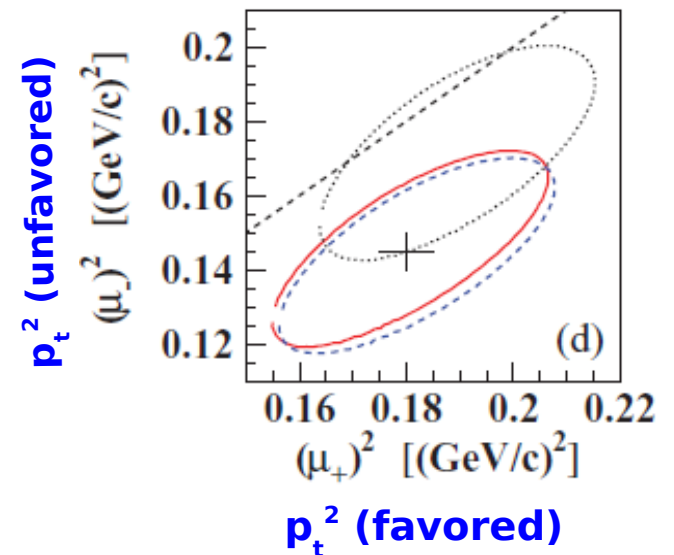 p_t^2 (unfavored)
(μ_-)^2 [(GeV/c)^2]
0.2
0.18
0.16
0.14
0.12
(d)
0.16 0.18 0.2 0.22
(μ_+)^2 [(GeV/c)^2]
p_t^2 (favored)